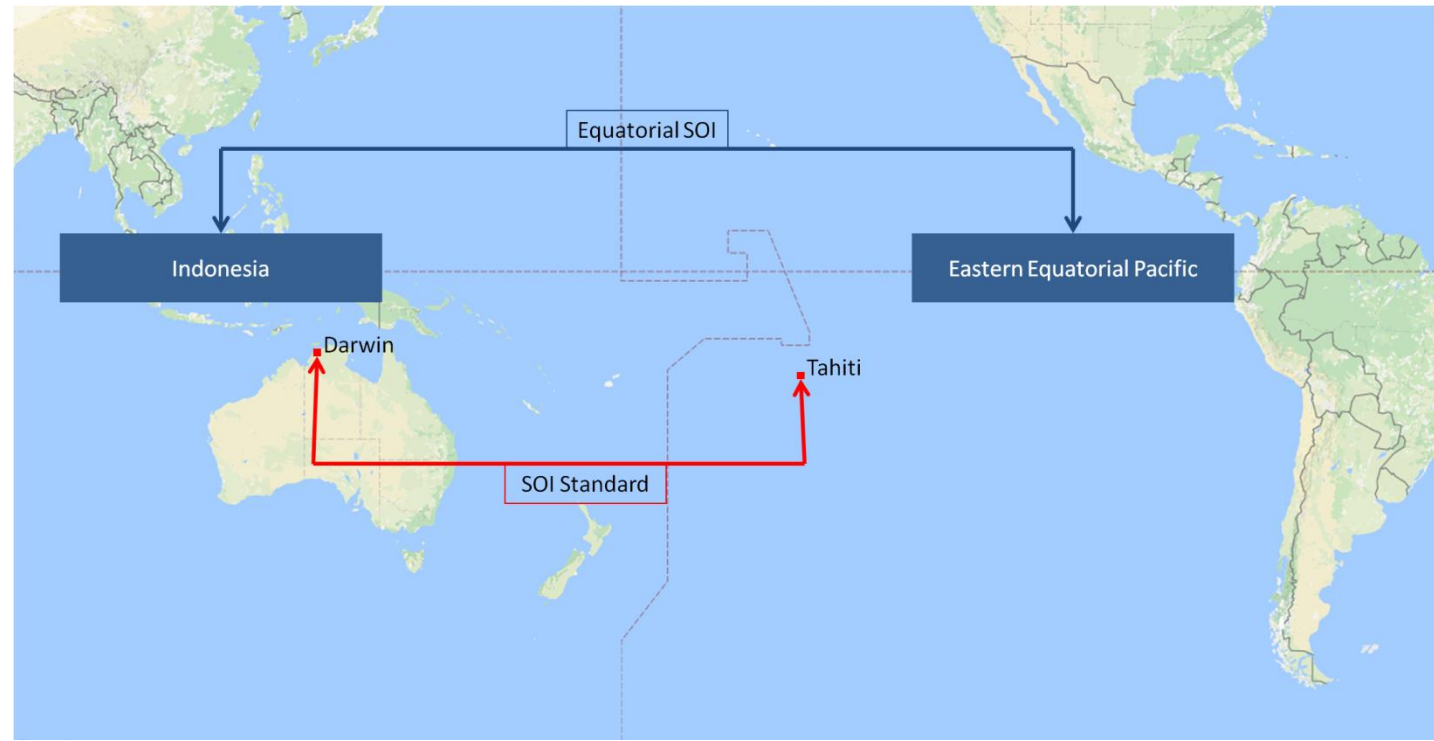 Equatorial SOI
Indonesia
Eastern Equatorial Pacific
Darwin
Tahiti
SOI Standard